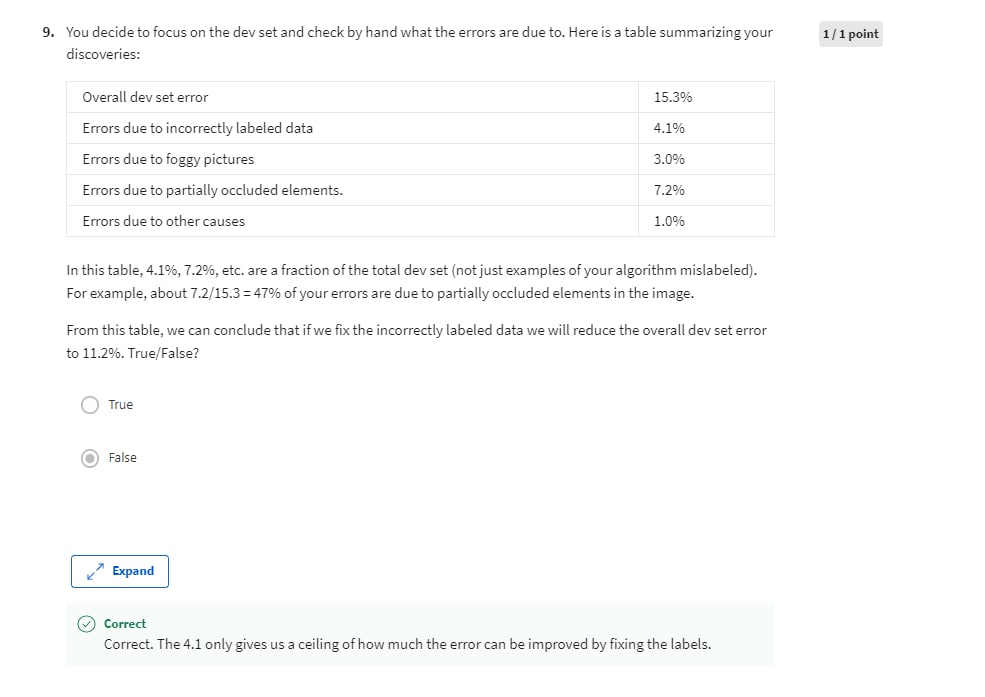 9. You decide to focus on the dev set and check by hand what the errors are due to. Here is a table summarizing your
discoveries:
1 / 1 point
Overall dev set error 15.3%
Errors due to incorrectly labeled data 4.1%
Errors due to foggy pictures 3.0%
Errors due to partially occluded elements. 7.2%
Errors due to other causes 1.0%
In this table, 4.1%, 7.2%, etc. are a fraction of the total dev set (not just examples of your algorithm mislabeled).
For example, about 7.2/15.3 = 47% of your errors are due to partially occluded elements in the image.
From this table, we can conclude that if we fix the incorrectly labeled data we will reduce the overall dev set error
to 11.2%. True/False?
True
False
Expand
Correct
Correct. The 4.1 only gives us a ceiling of how much the error can be improved by fixing the labels.